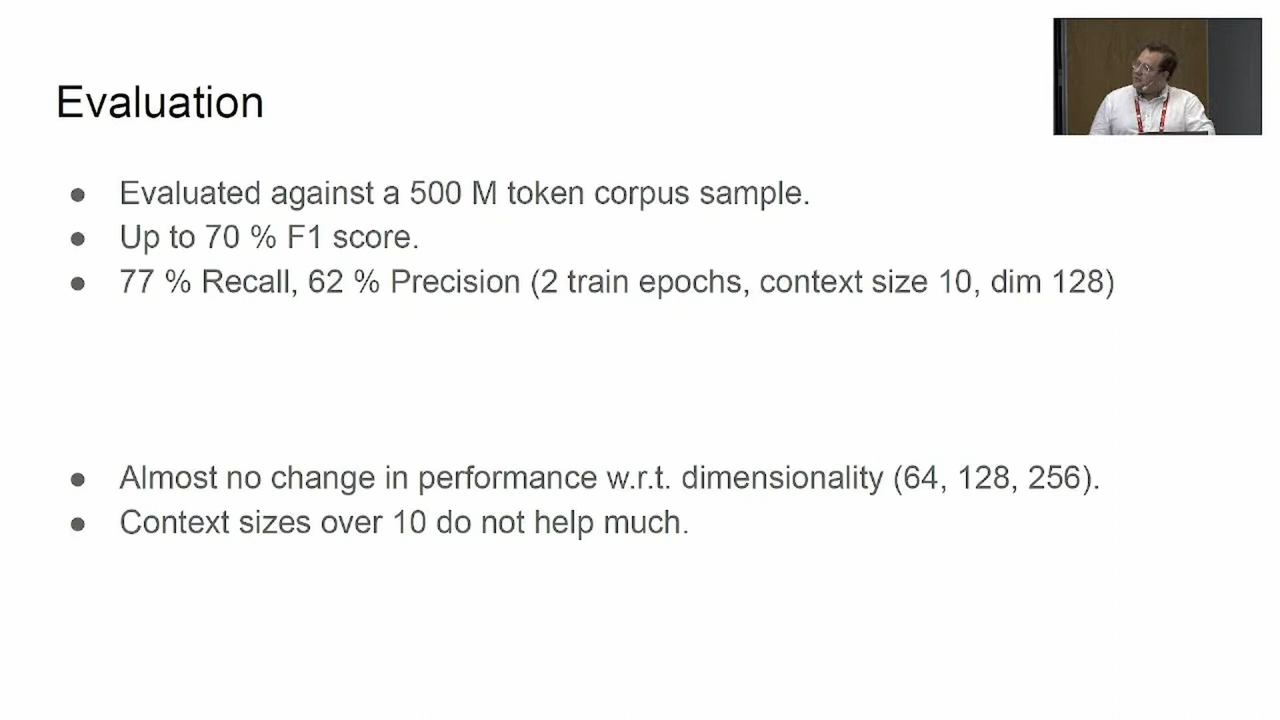 Evaluation
● Evaluated against a 500 M token corpus sample.
● Up to 70 % F1 score.
● 77 % Recall, 62 % Precision (2 train epochs, context size 10, dim 128)
● Almost no change in performance w.r.t. dimensionality (64, 128, 256).
● Context sizes over 10 do not help much.